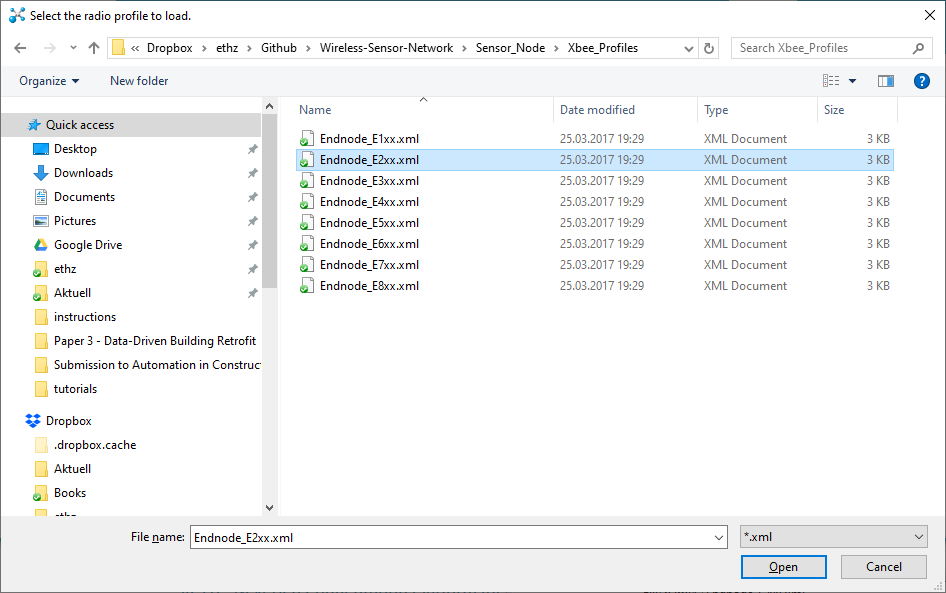 Select the radio profile to load.
« Dropbox > ethz > Github > Wireless-Sensor-Network > Sensor_Node > Xbee_Profiles
Search Xbee_Profiles
Organize
New folder
?
Name Date modified Type Size
Quick access
Desktop
Downloads
Documents
Pictures
Google Drive
ethz
Aktuell
instructions
Paper 3 - Data-Driven Building Retrofit
Submission to Automation in Construc
tutorials
Dropbox
.dropbox.cache
Aktuell
Books
Endnode_E1xx.xml 25.03.2017 19:29 XML Document 3 KB
Endnode_E2xx.xml 25.03.2017 19:29 XML Document 3 KB
Endnode_E3xx.xml 25.03.2017 19:29 XML Document 3 KB
Endnode_E4xx.xml 25.03.2017 19:29 XML Document 3 KB
Endnode_E5xx.xml 25.03.2017 19:29 XML Document 3 KB
Endnode_E6xx.xml 25.03.2017 19:29 XML Document 3 KB
Endnode_E7xx.xml 25.03.2017 19:29 XML Document 3 KB
Endnode_E8xx.xml 25.03.2017 19:29 XML Document 3 KB
File name: Endnode_E2xx.xml
*.xml
Open
Cancel